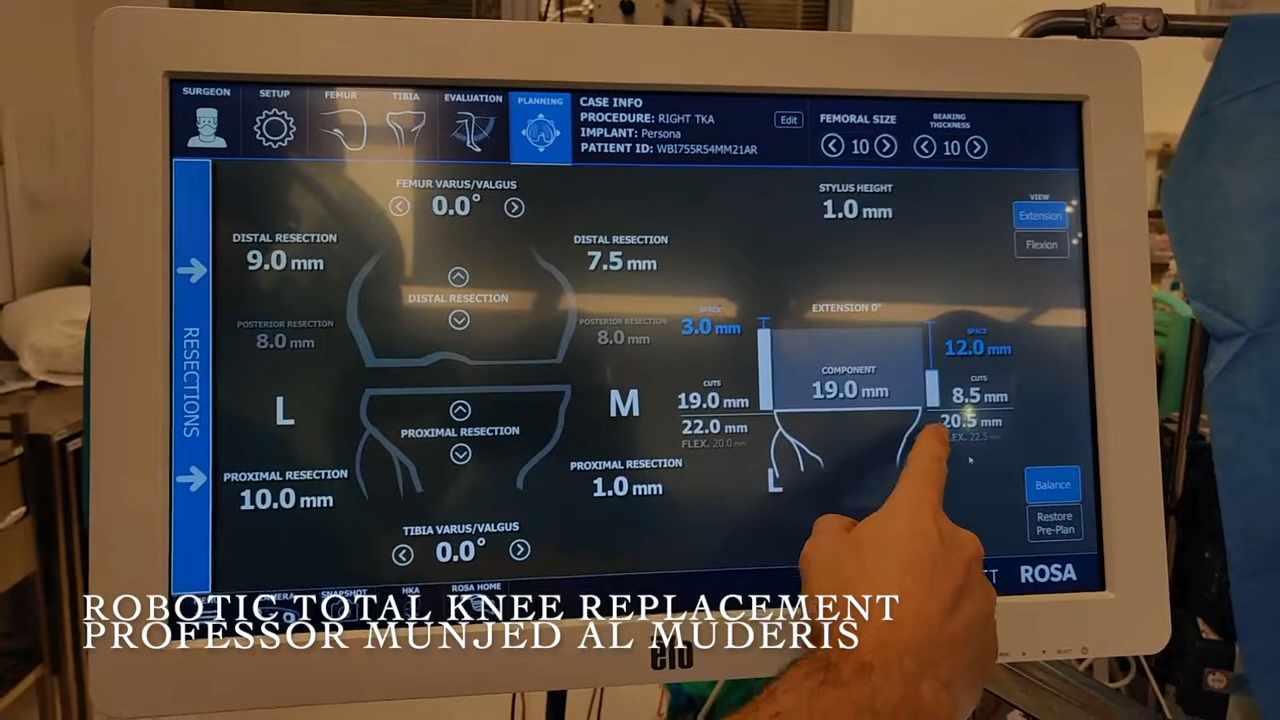 SURGEON
SETUP
FEMUR
TIBIA
EVALUATION
PLANNING
CASE INFO
PROCEDURE: RIGHT TKA
IMPLANT: Persona
PATIENT ID: WBI755R54MM21AR
Edit
FEMORAL SIZE
10
BEARING
THICKNESS
10
FEMUR VARUS/VALGUS
0.0°
STYLUS HEIGHT
1.0 mm
VIEW
Extension
Flexion
DISTAL RESECTION
9.0 mm
DISTAL RESECTION
7.5 mm
DISTAL RESECTION
POSTERIOR RESECTION
8.0 mm
POSTERIOR RESECTION
8.0 mm
RESECTIONS
L
M
PROXIMAL RESECTION
PROXIMAL RESECTION
10.0 mm
PROXIMAL RESECTION
1.0 mm
TIBIA VARUS/VALGUS
0.0°
EXTENSION 0°
SPACE
3.0 mm
SPACE
12.0 mm
COMPONENT
19.0 mm
CUTS
19.0 mm
22.0 mm
FLEX. 20.0 mm
CUTS
8.5 mm
20.5 mm
22.5 mm
L
Balance
Restore
Pre-Plan
SNAPSHOT
HKA
ROSA HOME
ROSA
ROBOTIC TOTAL KNEE REPLACEMENT
PROFESSOR MUNJED AL MUDERIS
elo